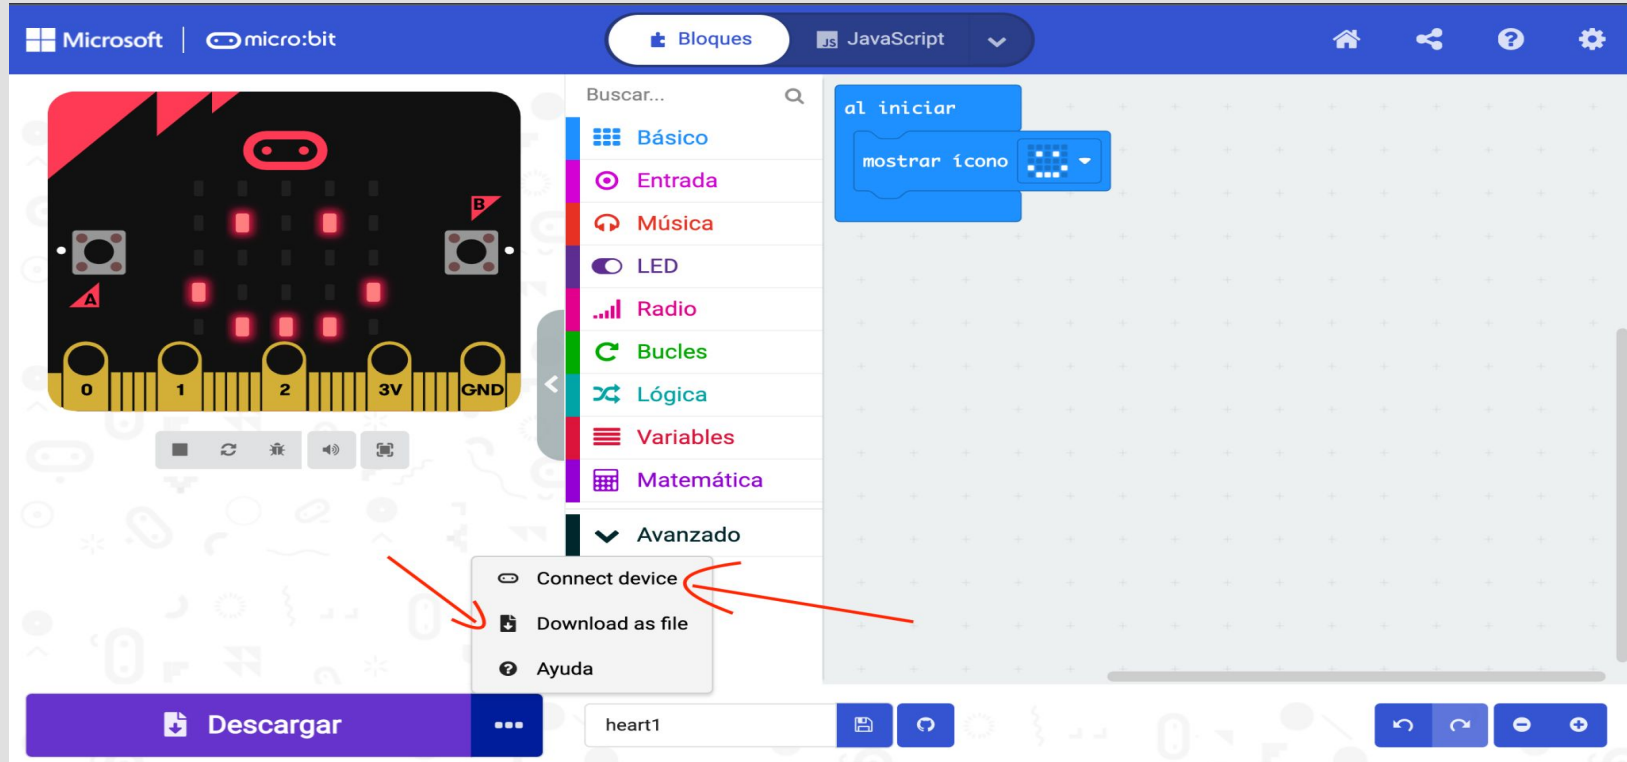 Microsoft micro:bit
Bloques
JS JavaScript
Buscar...
Básico
Entrada
Música
LED
Radio
Bucles
Lógica
Variables
Matemática
Avanzado
al iniciar
mostrar ícono
B
A
0 1 2 3V GND
Connect device
Download as file
Ayuda
Descargar
heart1